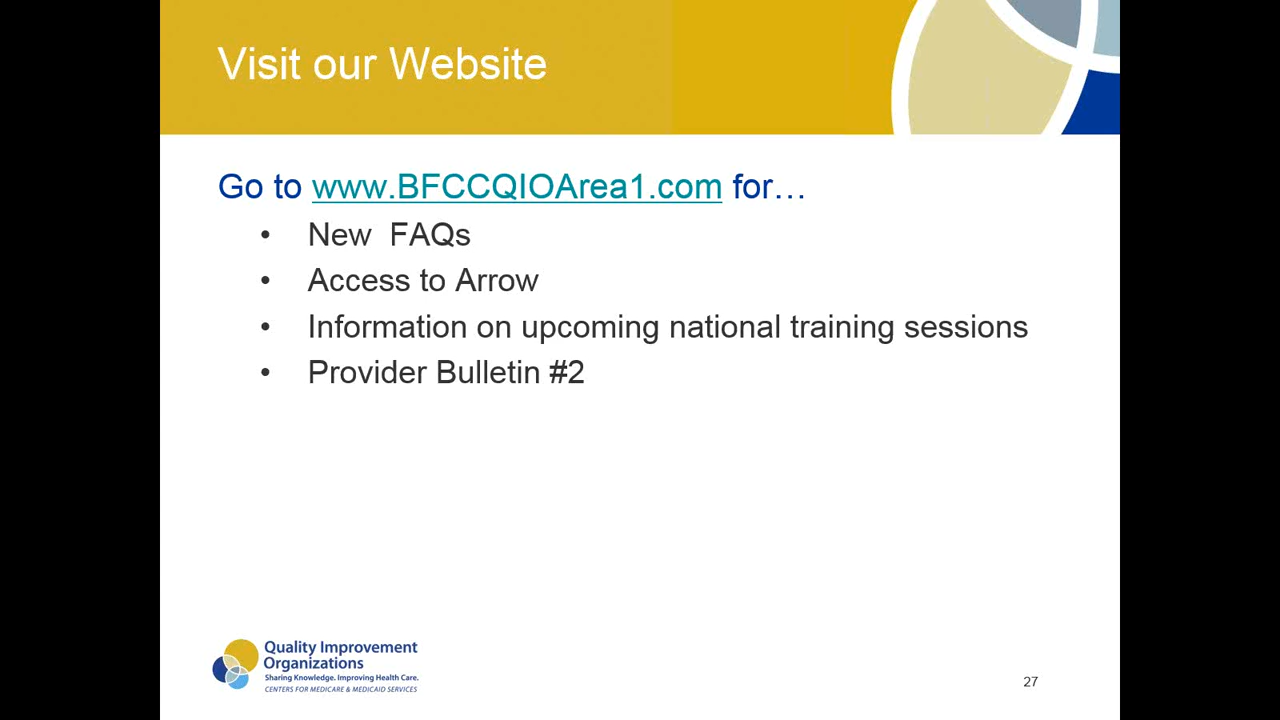 Visit our Website
Go to www.BFCCQIOArea1.com for…
• New  FAQs
• Access to Arrow
• Information on upcoming national training sessions
• Provider Bulletin #2
Quality Improvement
Organizations
Sharing Knowledge. Improving Health Care.
CENTERS FOR MEDICARE & MEDICAID SERVICES
27